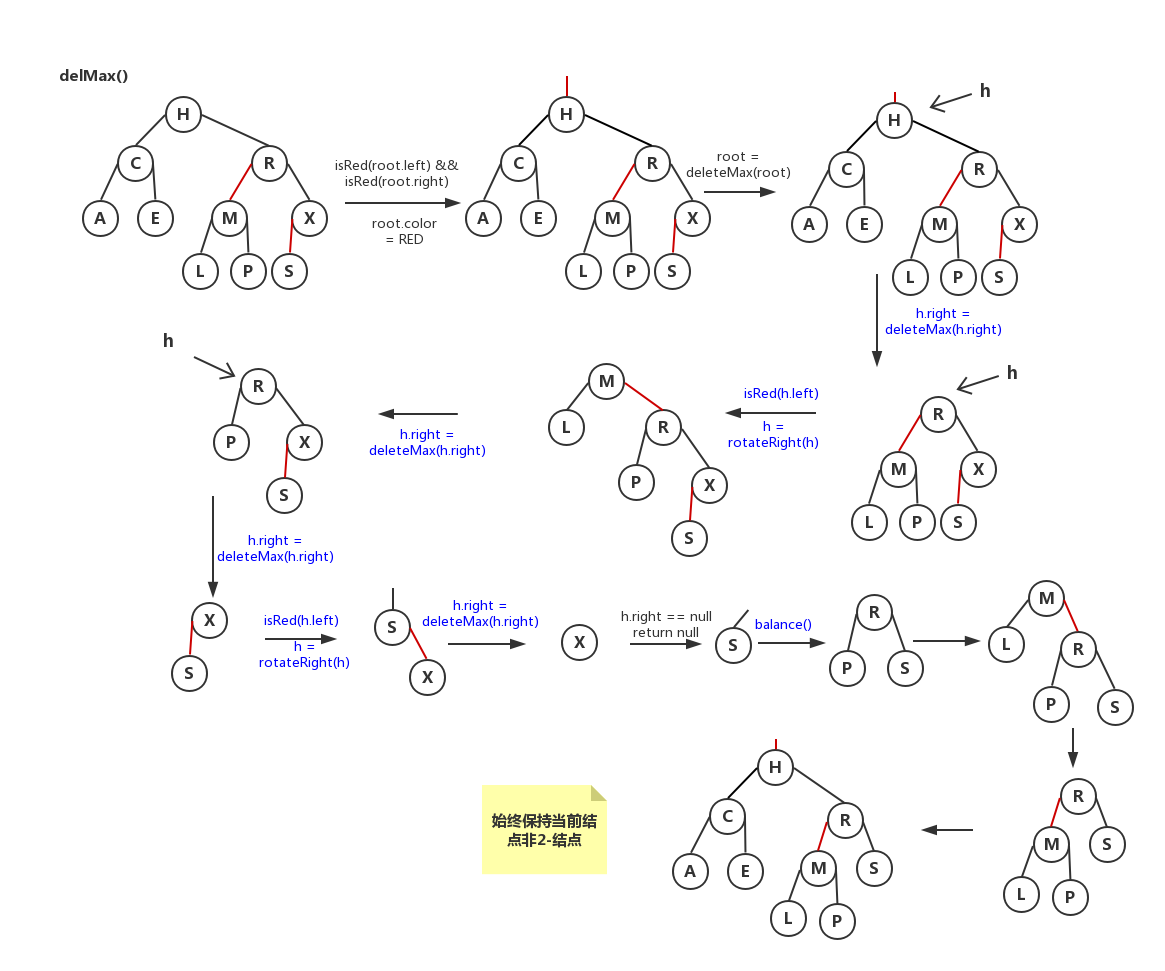 delMax()
H
C R
A E M X
L P S
isRed(root.left) &&
isRed(root.right)
root.color
= RED
H
C R
A E M X
L P S
root =
deleteMax(root)
h
H
C R
A E M X
L P S
h.right =
deleteMax(h.right)
h
R
M X
L P S
isRed(h.left)
h =
rotateRight(h)
M
L R
P X
S
h.right =
deleteMax(h.right)
h
R
P X
S
h.right =
deleteMax(h.right)
X
S
isRed(h.left)
h =
rotateRight(h)
S
X
h.right =
deleteMax(h.right)
X
h.right == null
return null
S
balance()
R
P S
M
L R
P S
R
M S
L P
H
C R
A E M S
L P
始终保持当前结
点非2-结点